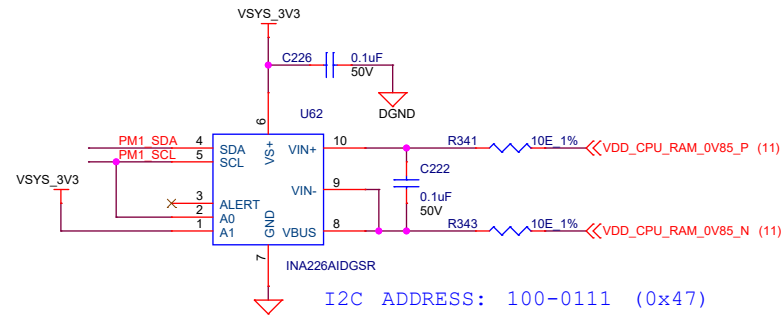 VSYS_3V3
C226
0.1uF
50V
DGND
U62
6
VS+
PM1_SDA
4
SDA
VIN+
10
R341
10E_1%
VDD_CPU_RAM_0V85_P (11)
PM1_SCL
5
SCL
C222
0.1uF
50V
VSYS_3V3
VIN-
9
3
ALERT
2
A0
1
A1
GND
VBUS
8
R343
10E_1%
VDD_CPU_RAM_0V85_N (11)
7
INA226AIDGSR
I2C ADDRESS: 100-0111 (0x47)